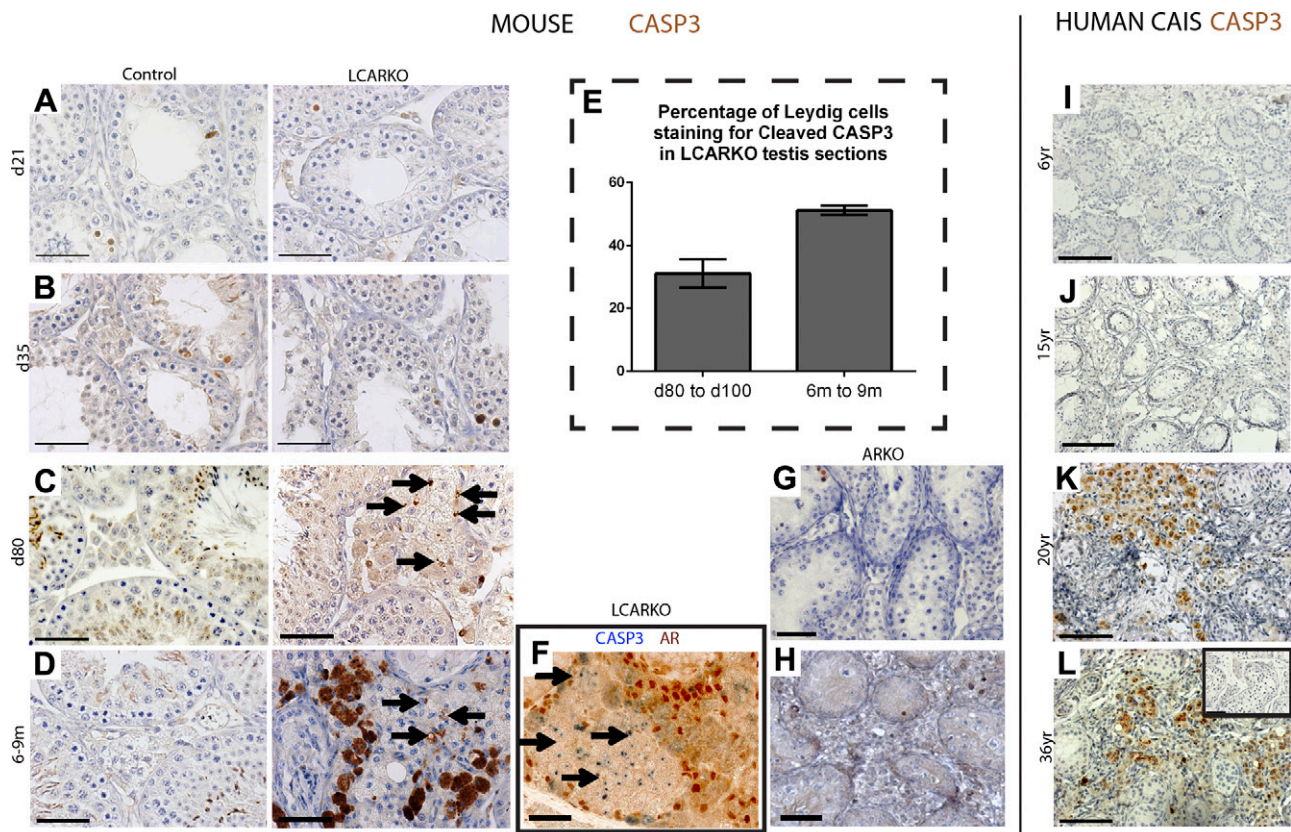 MOUSE CASP3
HUMAN CAIS CASP3
Control
LCARKO
A
d21
B
d35
C
d80
D
6-9m
E
Percentage of Leydig cells
staining for Cleaved CASP3
in LCARKO testis sections
60
40
20
0
d80 to d100
6m to 9m
LCARKO
CASP3 AR
F
ARKO
G
H
I
6yr
J
15yr
K
20yr
L
36yr